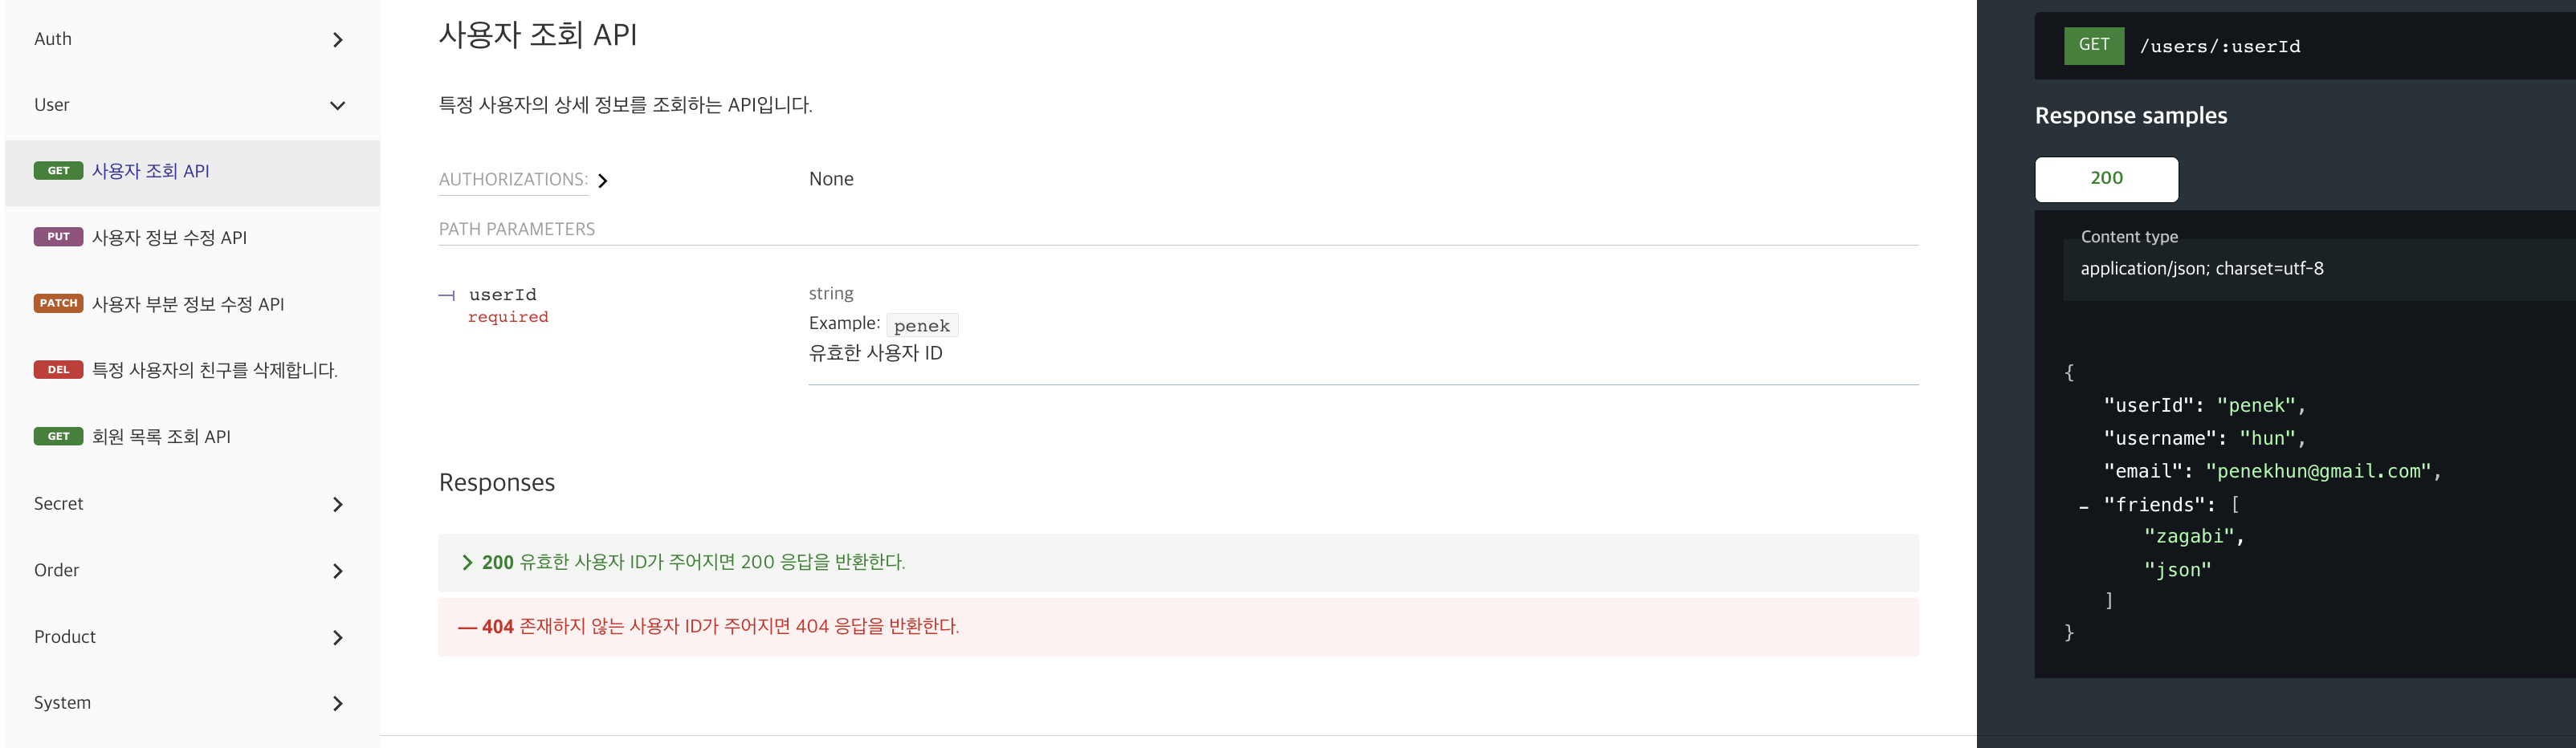 Auth
User
GET 사용자 조회 API
PUT 사용자 정보 수정 API
PATCH 사용자 부분 정보 수정 API
DEL 특정 사용자의 친구를 삭제합니다.
GET 회원 목록 조회 API
Secret
Order
Product
System
사용자 조회 API
특정 사용자의 상세 정보를 조회하는 API입니다.
AUTHORIZATIONS: None
PATH PARAMETERS
userId string
required Example: penek
유효한 사용자 ID
Responses
200 유효한 사용자 ID가 주어지면 200 응답을 반환한다.
— 404 존재하지 않는 사용자 ID가 주어지면 404 응답을 반환한다.
GET /users/:userId
Response samples
200
Content type
application/json; charset=utf-8
{
"userId": "penek",
"username": "hun",
"email": "penekhun@gmail.com",
– "friends": [
"zagabi",
"json"
]
}